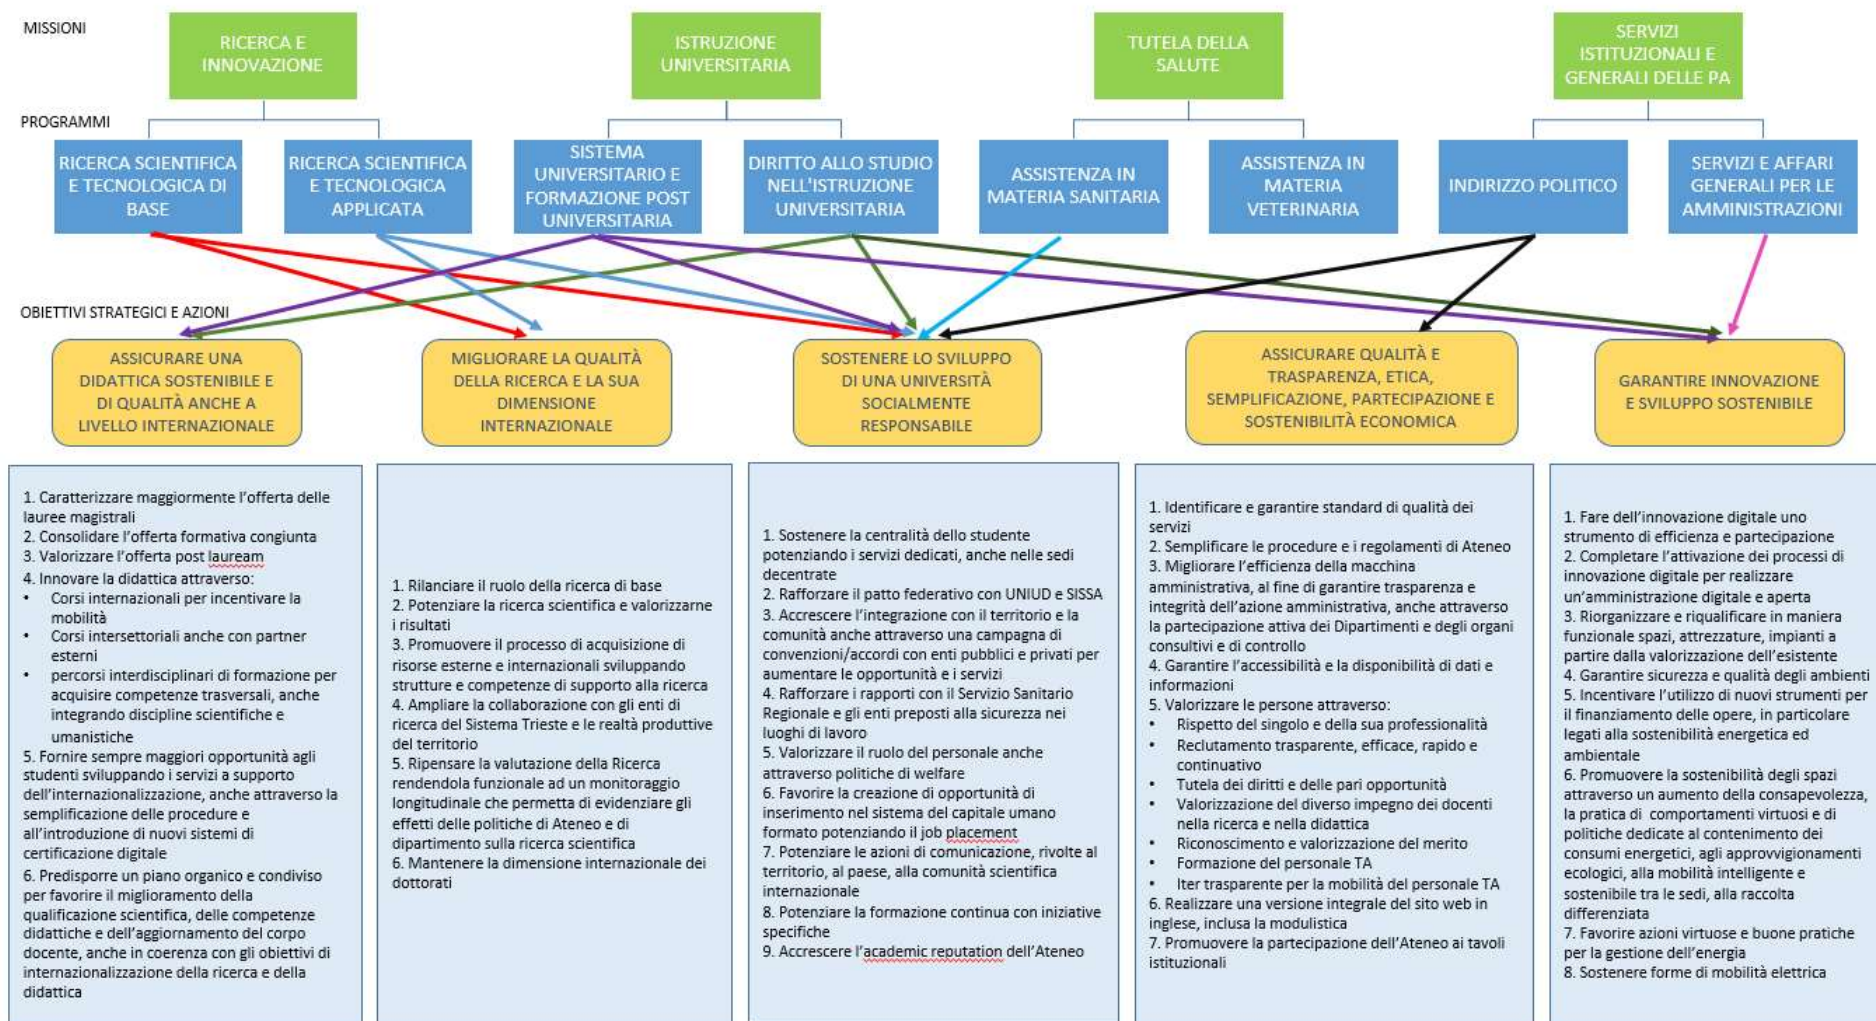 MISSIONI
RICERCA E
INNOVAZIONE
ISTRUZIONE
UNIVERSITARIA
TUTELA DELLA
SALUTE
SERVIZI
ISTITUZIONALI E
GENERALI DELLE PA
PROGRAMMI
RICERCA SCIENTIFICA
E TECNOLOGICA DI
BASE
RICERCA SCIENTIFICA
E TECNOLOGICA
APPLICATA
SISTEMA
UNIVERSITARIO E
FORMAZIONE POST
UNIVERSITARIA
DIRITTO ALLO STUDIO
NELL'ISTRUZIONE
UNIVERSITARIA
ASSISTENZA IN
MATERIA SANITARIA
ASSISTENZA IN
MATERIA
VETERINARIA
INDIRIZZO POLITICO
SERVIZI E AFFARI
GENERALI PER LE
AMMINISTRAZIONI
OBIETTIVI STRATEGICI E AZIONI
ASSICURARE UNA
DIDATTICA SOSTENIBILE E
DI QUALITÀ ANCHE A
LIVELLO INTERNAZIONALE
MIGLIORARE LA QUALITÀ
DELLA RICERCA E LA SUA
DIMENSIONE
INTERNAZIONALE
SOSTENERE LO SVILUPPO
DI UNA UNIVERSITÀ
SOCIALMENTE
RESPONSABILE
ASSICURARE QUALITÀ E
TRASPARENZA, ETICA,
SEMPLIFICAZIONE, PARTECIPAZIONE E
SOSTENIBILITÀ ECONOMICA
GARANTIRE INNOVAZIONE
E SVILUPPO SOSTENIBILE
1. Caratterizzare maggiormente l'offerta delle
lauree magistrali
2. Consolidare l'offerta formativa congiunta
3. Valorizzare l'offerta post lauream
4. Innovare la didattica attraverso:
• Corsi internazionali per incentivare la
mobilità
• Corsi intersettoriali anche con partner
esterni
• percorsi interdisciplinari di formazione per
acquisire competenze trasversali, anche
integrando discipline scientifiche e
umanistiche
5. Fornire sempre maggiori opportunità agli
studenti sviluppando i servizi a supporto
dell'internazionalizzazione, anche attraverso la
semplificazione delle procedure e
all'introduzione di nuovi sistemi di
certificazione digitale
6. Predisporre un piano organico e condiviso
per favorire il miglioramento della
qualificazione scientifica, delle competenze
didattiche e dell'aggiornamento del corpo
docente, anche in coerenza con gli obiettivi di
internazionalizzazione della ricerca e della
didattica
1. Rilanciare il ruolo della ricerca di base
2. Potenziare la ricerca scientifica e valorizzarne
i risultati
3. Promuovere il processo di acquisizione di
risorse esterne e internazionali sviluppando
strutture e competenze di supporto alla ricerca
4. Ampliare la collaborazione con gli enti di
ricerca del Sistema Trieste e le realtà produttive
del territorio
5. Ripensare la valutazione della Ricerca
rendendola funzionale ad un monitoraggio
longitudinale che permetta di evidenziare gli
effetti delle politiche di Ateneo e di
dipartimento sulla ricerca scientifica
6. Mantenere la dimensione internazionale dei
dottorati
1. Sostenere la centralità dello studente
potenziando i servizi dedicati, anche nelle sedi
decentrate
2. Rafforzare il patto federativo con UNIUD e SISSA
3. Accrescere l'integrazione con il territorio e la
comunità anche attraverso una campagna di
convenzioni/accordi con enti pubblici e privati per
aumentare le opportunità e i servizi
4. Rafforzare i rapporti con il Servizio Sanitario
Regionale e gli enti preposti alla sicurezza nei
luoghi di lavoro
5. Valorizzare il ruolo del personale anche
attraverso politiche di welfare
6. Favorire la creazione di opportunità di
inserimento nel sistema del capitale umano
formato potenziando il job placement
7. Potenziare le azioni di comunicazione, rivolte al
territorio, al paese, alla comunità scientifica
internazionale
8. Potenziare la formazione continua con iniziative
specifiche
9. Accrescere l'academic reputation dell'Ateneo
1. Identificare e garantire standard di qualità dei
servizi
2. Semplificare le procedure e i regolamenti di Ateneo
3. Migliorare l'efficienza della macchina
amministrativa, al fine di garantire trasparenza e
integrità dell'azione amministrativa, anche attraverso
la partecipazione attiva dei Dipartimenti e degli organi
consultivi e di controllo
4. Garantire l'accessibilità e la disponibilità di dati e
informazioni
5. Valorizzare le persone attraverso:
• Rispetto del singolo e della sua professionalità
• Reclutamento trasparente, efficace, rapido e
continuativo
• Tutela dei diritti e delle pari opportunità
• Valorizzazione del diverso impegno dei docenti
nella ricerca e nella didattica
• Riconoscimento e valorizzazione del merito
• Formazione del personale TA
• Iter trasparente per la mobilità del personale TA
6. Realizzare una versione integrale del sito web in
inglese, inclusa la modulistica
7. Promuovere la partecipazione dell'Ateneo ai tavoli
istituzionali
1. Fare dell'innovazione digitale uno
strumento di efficienza e partecipazione
2. Completare l'attivazione dei processi di
innovazione digitale per realizzare
un'amministrazione digitale e aperta
3. Riorganizzare e riqualificare in maniera
funzionale spazi, attrezzature, impianti a
partire dalla valorizzazione dell'esistente
4. Garantire sicurezza e qualità degli ambienti
5. Incentivare l'utilizzo di nuovi strumenti per
il finanziamento delle opere, in particolare
legati alla sostenibilità energetica ed
ambientale
6. Promuovere la sostenibilità degli spazi
attraverso un aumento della consapevolezza,
la pratica di comportamenti virtuosi e di
politiche dedicate al contenimento dei
consumi energetici, agli approvvigionamenti
ecologici, alla mobilità intelligente e
sostenibile tra le sedi, alla raccolta
differenziata
7. Favorire azioni virtuose e buone pratiche
per la gestione dell'energia
8. Sostenere forme di mobilità elettrica